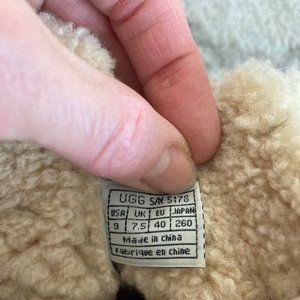 UGG S/N 5178
USA UK EU JAPAN
9 7.5 40 260
Made in China
Fabriqué en Chine